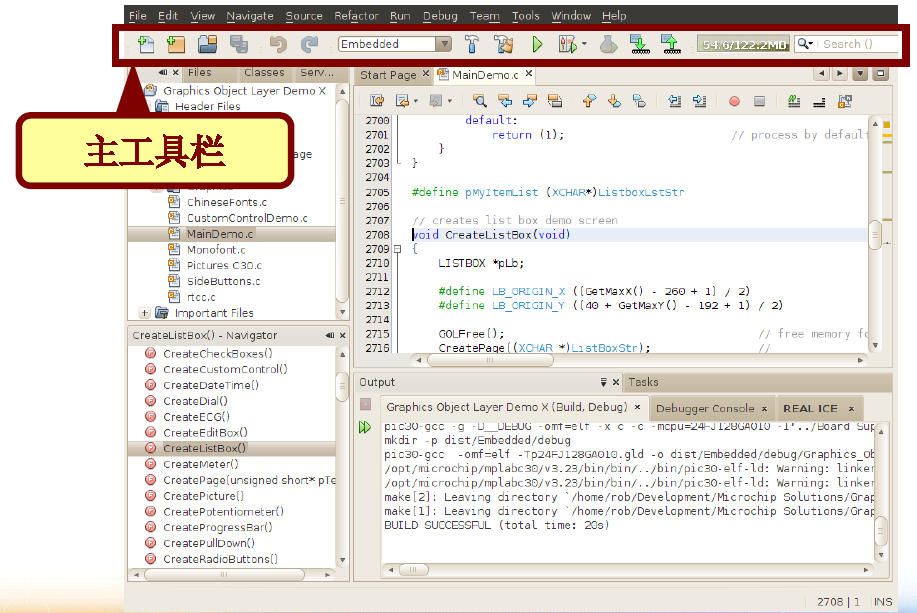 File Edit View Navigate Source Refactor Run Debug Team Tools Window Help
Embedded
54.6/122.2MB
Search ()
Files Classes Serv...
Start Page MainDemo.c
Graphics Object Layer Demo X
Header Files
主工具栏
age
ChineseFonts.c
CustomControlDemo.c
MainDemo.c
Monofont.c
Pictures C30.c
SideButtons.c
rtcc.c
Important Files
2700 default:
2701 return (1); // process by default
2702 }
2703 }
2704
2705 #define pMyItemList (XCHAR*)ListboxLstStr
2706
2707 // creates list box demo screen
2708 void CreateListBox(void)
2709 {
2710 LISTBOX *pLb;
2711
2712 #define LB_ORIGIN_X ((GetMaxX() - 260 + 1) / 2)
2713 #define LB_ORIGIN_Y ((40 + GetMaxY() - 192 + 1) / 2)
2714
2715 GOLFree(); // free memory fo
2716 CreatePage((XCHAR *)ListBoxStr); //
CreateListBox() - Navigator
CreateCheckBoxes()
CreateCustomControl()
CreateDateTime()
CreateDial()
CreateECG()
CreateEditBox()
CreateListBox()
CreateMeter()
CreatePage(unsigned short* pTe
CreatePicture()
CreatePotentiometer()
CreateProgressBar()
CreatePullDown()
CreateRadioButtons()
Output Tasks
Graphics Object Layer Demo X (Build, Debug) Debugger Console REAL ICE
pic30-gcc -g -D__DEBUG -omf=elf -x c -c -mcpu=24FJ128GA010 -I"../Board Sup
mkdir -p dist/Embedded/debug
pic30-gcc -omf=elf -Tp24FJ128GA010.gld -o dist/Embedded/debug/Graphics_Ob
/opt/microchip/mplabc30/v3.23/bin/bin/../bin/pic30-elf-ld: Warning: linker
/opt/microchip/mplabc30/v3.23/bin/bin/../bin/pic30-elf-ld: Warning: linker
make[2]: Leaving directory `/home/rob/Development/Microchip Solutions/Grap
make[1]: Leaving directory `/home/rob/Development/Microchip Solutions/Grap
BUILD SUCCESSFUL (total time: 20s)
2708 | 1 INS